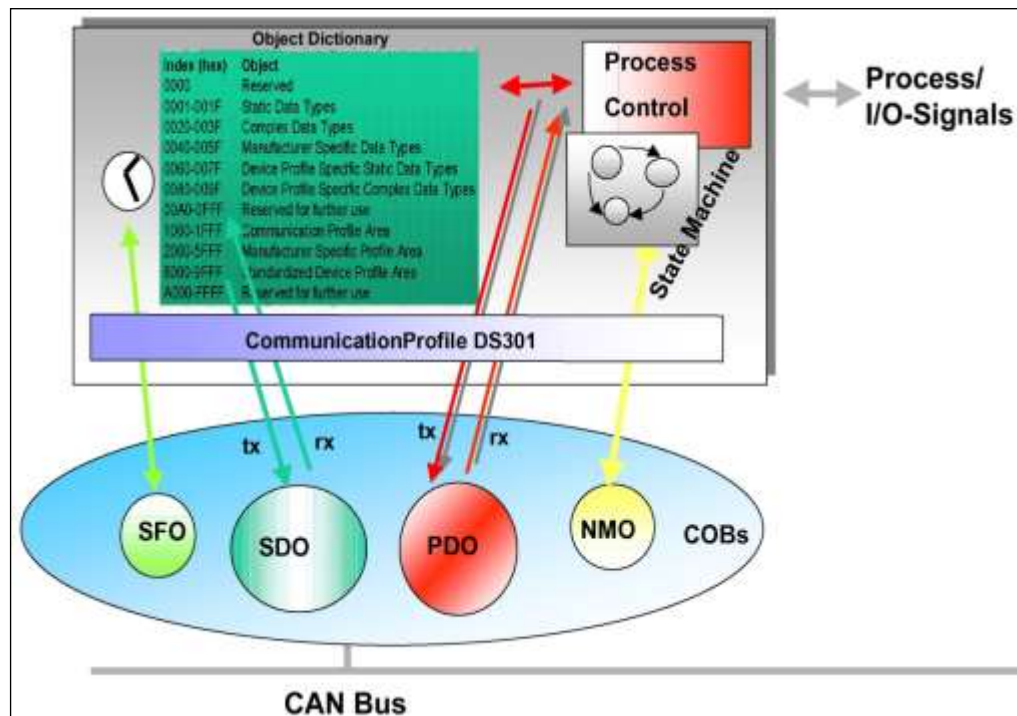 Object Dictionary
Index (hex) Object
0000 Reserved
0001-001F Static Data Types
0020-003F Complex Data Types
0040-005F Manufacturer Specific Data Types
0060-007F Device Profile Specific Static Data Types
0080-009F Device Profile Specific Complex Data Types
00A0-0FFF Reserved for further use
1000-1FFF Communication Profile Area
2000-5FFF Manufacturer Specific Profile Area
6000-9FFF Standardized Device Profile Area
A000-FFFF Reserved for further use
Process
Control
State Machine
Process/
I/O-Signals
CommunicationProfile DS301
tx rx tx rx
SFO SDO PDO NMO COBs
CAN Bus